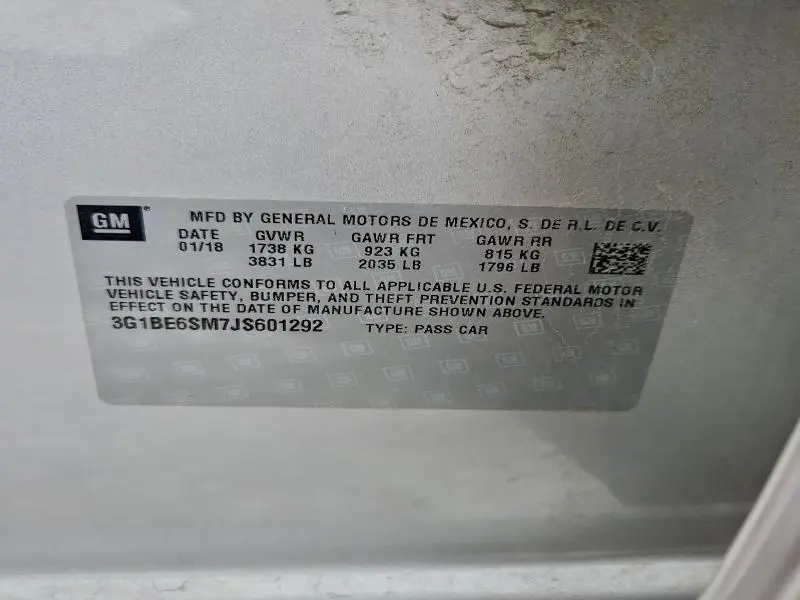 GM ® MFD BY GENERAL MOTORS DE MEXICO, S. DE R.L. DE C.V.
DATE GVWR GAWR FRT GAWR RR
01/18 1738 KG 923 KG 815 KG
3831 LB 2035 LB 1796 LB
THIS VEHICLE CONFORMS TO ALL APPLICABLE U.S. FEDERAL MOTOR
VEHICLE SAFETY, BUMPER, AND THEFT PREVENTION STANDARDS IN
EFFECT ON THE DATE OF MANUFACTURE SHOWN ABOVE.
3G1BE6SM7JS601292 TYPE: PASS CAR